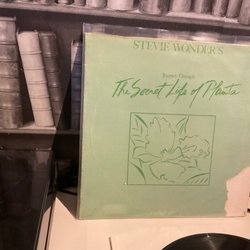 STEVIE WONDER'S
Journey Through
The Secret Life of Plants